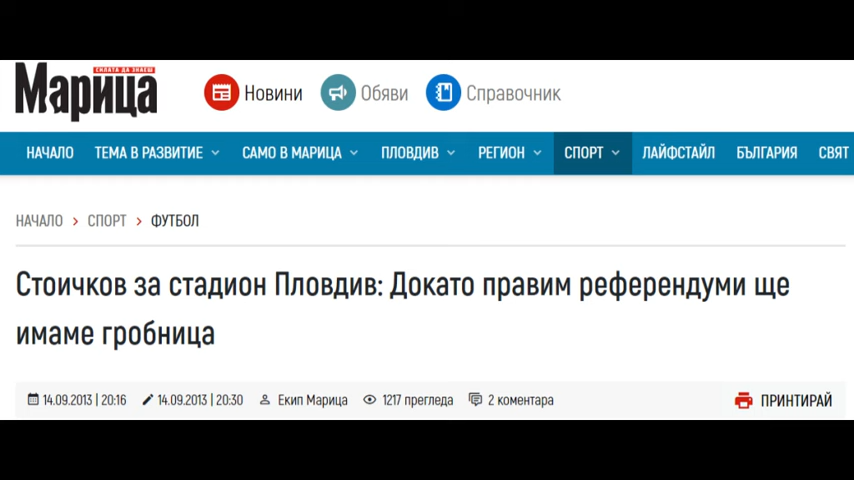 СИЛАТА ДА ЗНАЕШ
Марица
Новини
Обяви
Справочник
НАЧАЛО ТЕМА В РАЗВИТИЕ САМО В МАРИЦА ПЛОВДИВ РЕГИОН СПОРТ ЛАЙФСТАЙЛ БЪЛГАРИЯ СВЯТ
НАЧАЛО > СПОРТ > ФУТБОЛ
Стоичков за стадион Пловдив: Докато правим референдуми ще
имаме гробница
14.09.2013 | 20:16 14.09.2013 | 20:30 Екип Марица 1217 прегледа 2 коментара ПРИНТИРАЙ